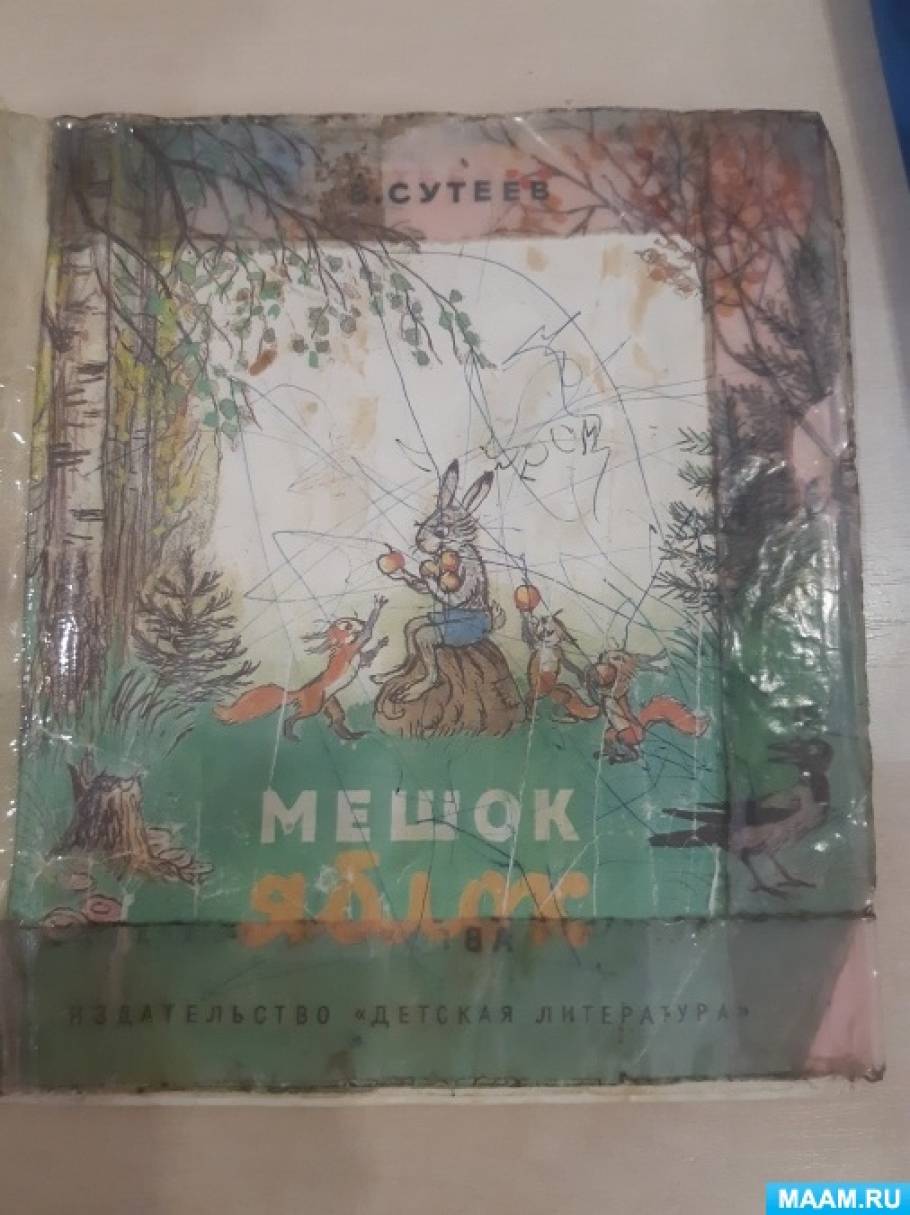 В.СУТЕЕВ
МЕШОК
ЯБЛОК
ИЗДАТЕЛЬСТВО «ДЕТСКАЯ ЛИТЕРАТУРА»
MAAM.RU